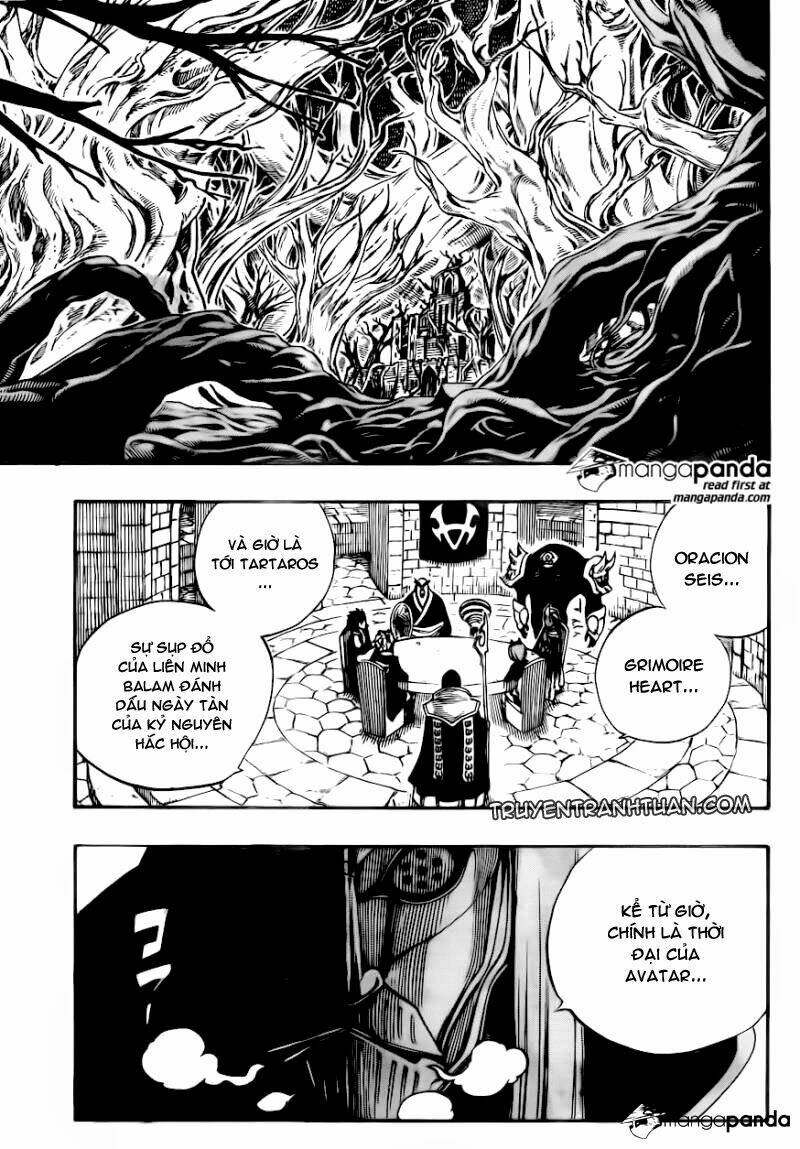 mangapanda
read first at
mangapanda.com
ORACION
SEIS...
GRIMOIRE
HEART...
VÀ GIỜ LÀ
TỚI TARTAROS
...
SỰ SỤP ĐỔ
CỦA LIÊN MINH
BALAM ĐÁNH
DẤU NGÀY TÀN
CỦA KỶ NGUYÊN
HẮC HỘI...
TRUYENTRANHTUAN.COM
KỂ TỪ GIỜ,
CHÍNH LÀ THỜI
ĐẠI CỦA
AVATAR...
ココ
mangapanda